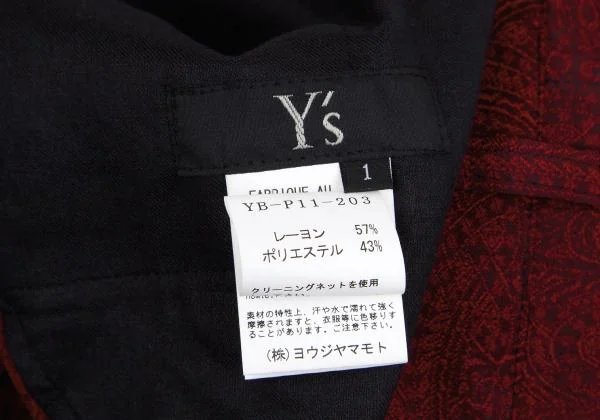 Y's
1
FABRIQUE AU
YB-P11-203
レーヨン 57%
ポリエステル 43%
クリーニングネットを使用
素材の特性上、汗や水で濡れて強く
摩擦されますと、衣服等に色移りす
ることがあります。ご注意下さい。
(株)ヨウジヤマモト